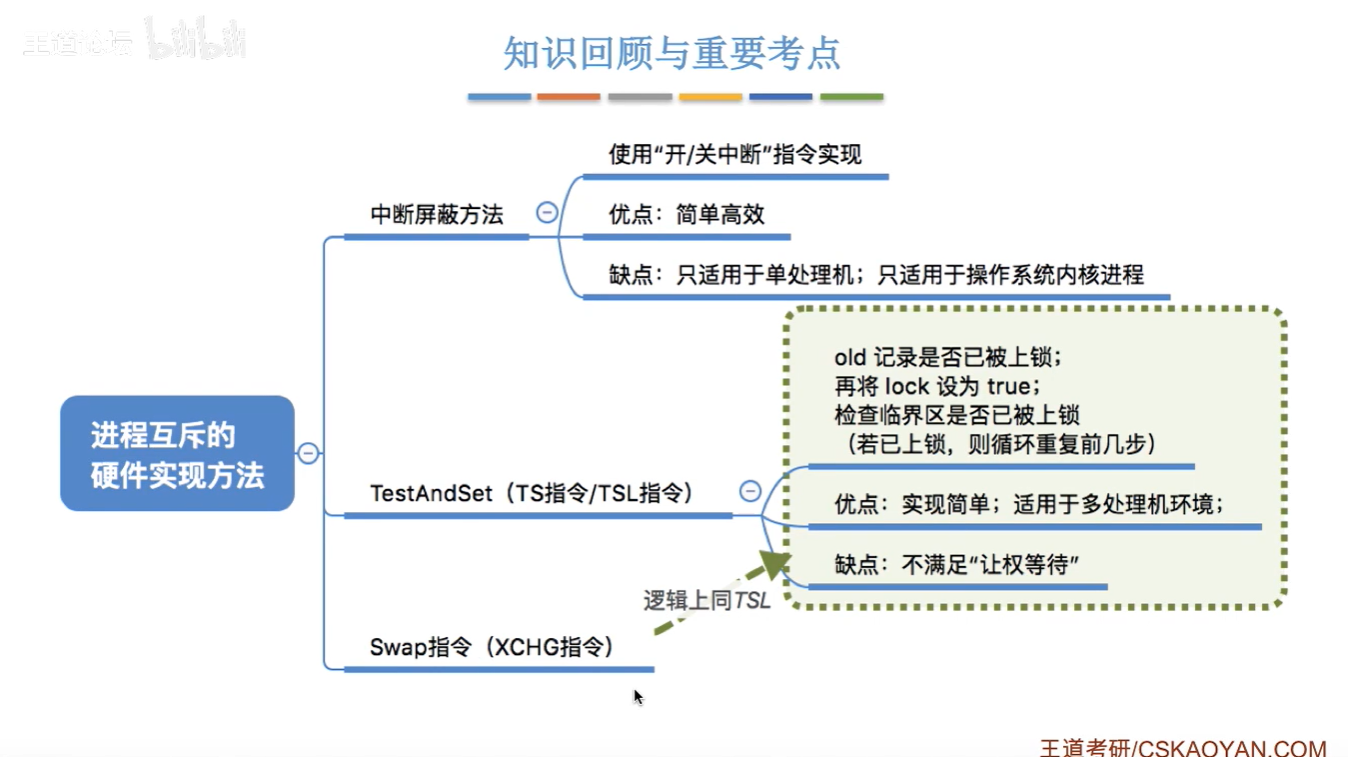 王道论坛 bilibili
知识回顾与重要考点
使用“开/关中断”指令实现
中断屏蔽方法
优点：简单高效
缺点：只适用于单处理机；只适用于操作系统内核进程
old 记录是否已被上锁；
再将 lock 设为 true；
检查临界区是否已被上锁
（若已上锁，则循环重复前几步）
进程互斥的
硬件实现方法
TestAndSet（TS指令/TSL指令）
优点：实现简单；适用于多处理机环境；
缺点：不满足“让权等待”
逻辑上同TSL
Swap指令（XCHG指令）
王道考研/CSKAOYAN.COM